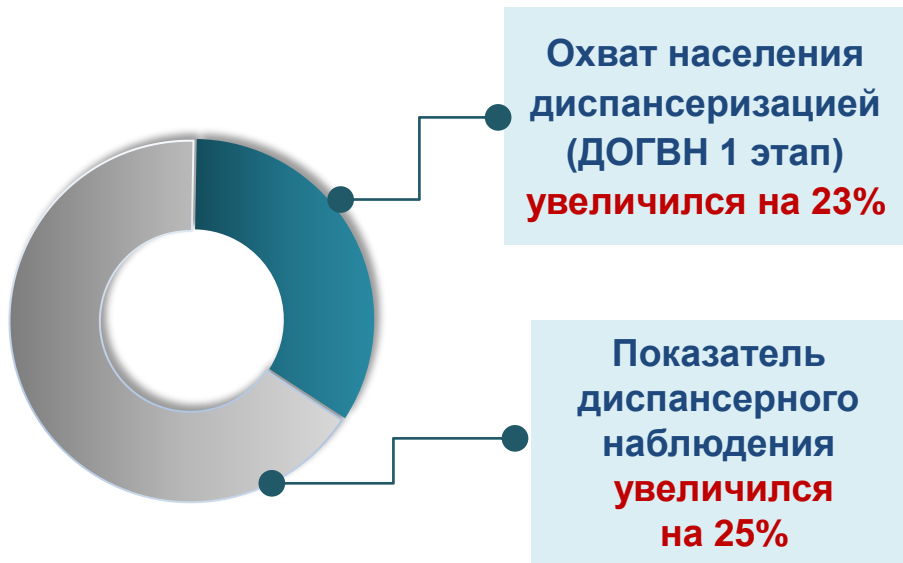 Охват населения
диспансеризацией
(ДОГВН 1 этап)
увеличился на 23%
Показатель
диспансерного
наблюдения
увеличился
на 25%